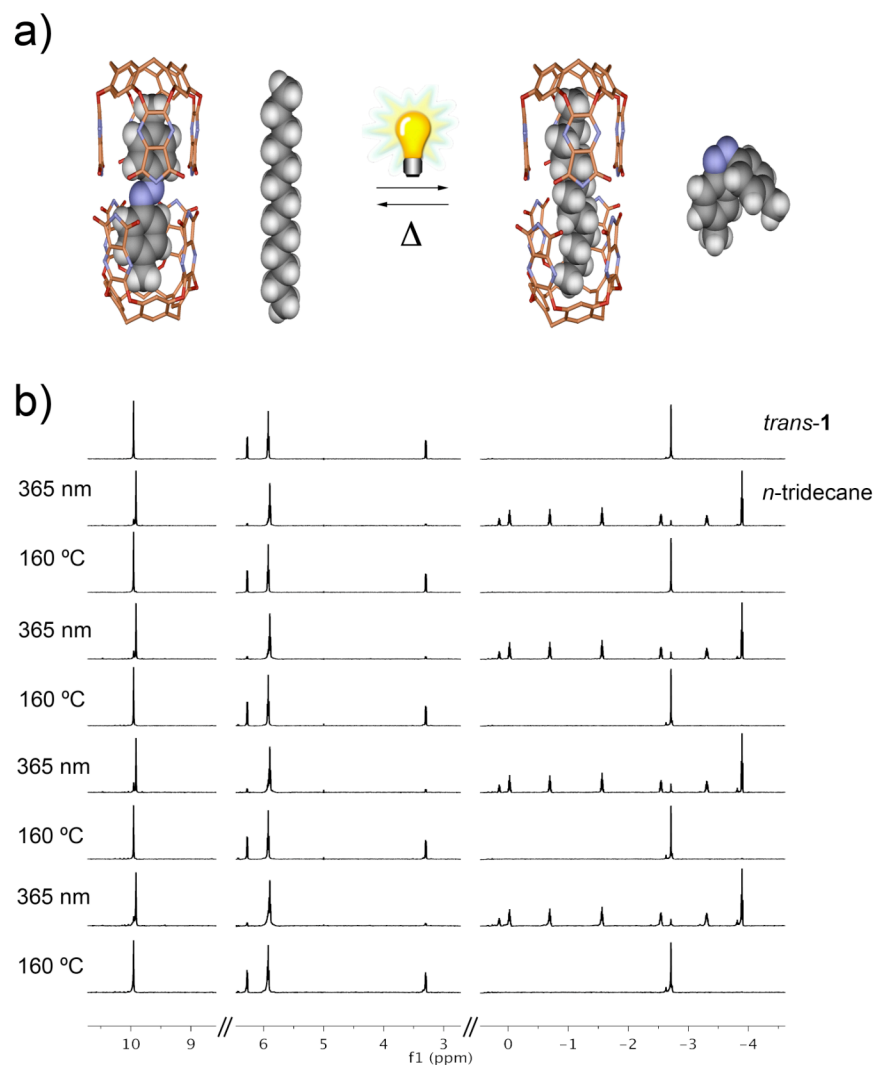 a)
Δ
b)
trans-1
365 nm
n-tridecane
160 ºC
365 nm
160 ºC
365 nm
160 ºC
365 nm
160 ºC
10 9 // 6 5 4 3 // 0 -1 -2 -3 -4
f1 (ppm)